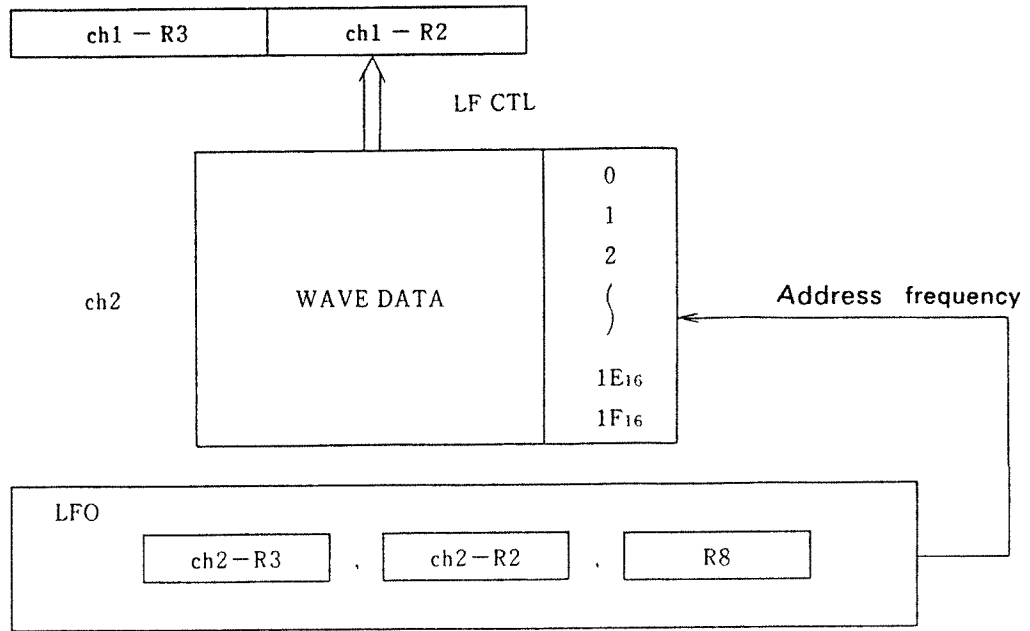 ch1 - R3 ch1 - R2
LF CTL
0
1
2
ch2 WAVE DATA
Address frequency
1E16
1F16
LFO
ch2-R3 , ch2-R2 , R8